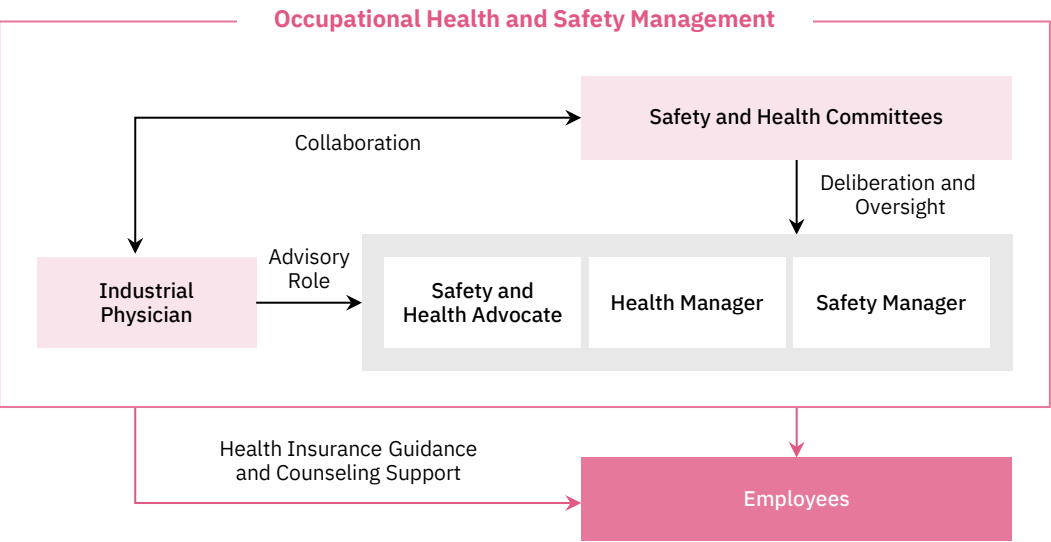 Occupational Health and Safety Management
Safety and Health Committees
Collaboration
Deliberation and
Oversight
Advisory
Role
Industrial
Physician
Safety and
Health Advocate
Health Manager
Safety Manager
Health Insurance Guidance
and Counseling Support
Employees